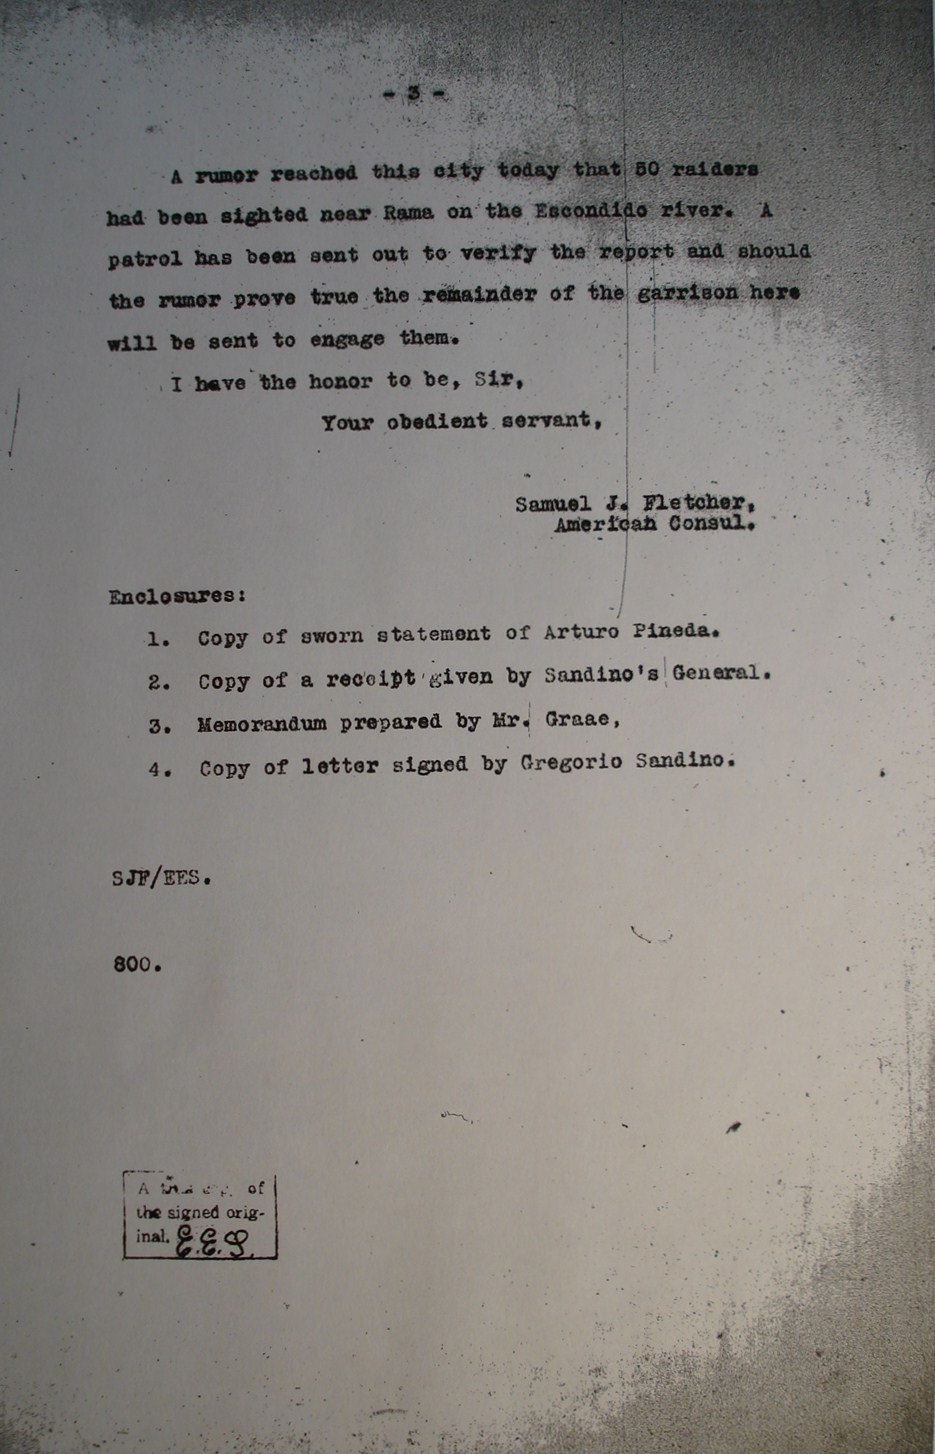 - 3 -
A rumor reached this city today that 50 raiders
had been sighted near Rama on the Escondido river. A
patrol has been sent out to verify the report and should
the rumor prove true the remainder of the garrison here
will be sent to engage them.
I have the honor to be, Sir,
Your obedient servant,
Samuel J. Fletcher,
American Consul.
Enclosures:
1. Copy of sworn statement of Arturo Pineda.
2. Copy of a receipt given by Sandino's General.
3. Memorandum prepared by Mr. Graae,
4. Copy of letter signed by Gregorio Sandino.
SJF/EES.
800.
A of
the signed orig-
inal. E.E.S.